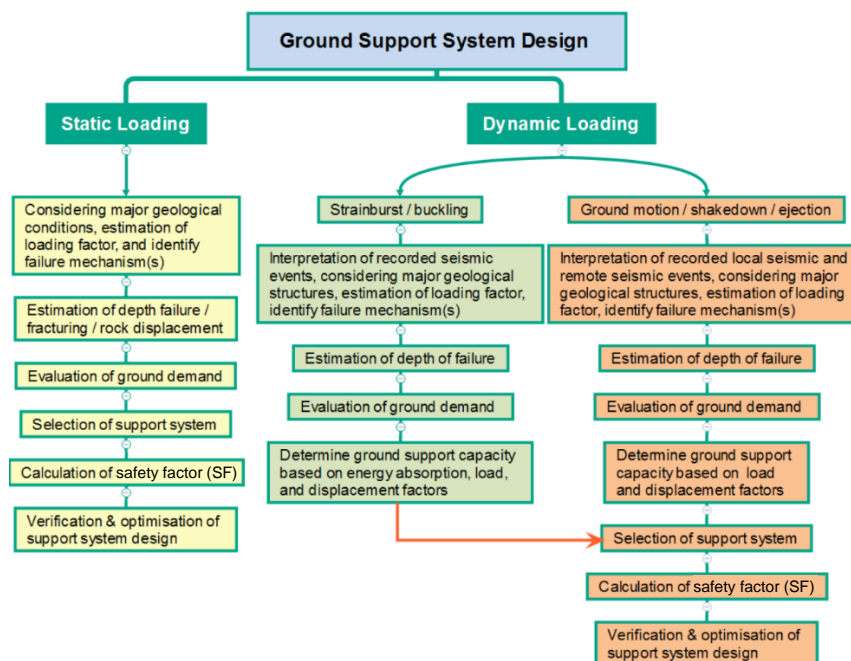 Ground Support System Design
Static Loading
Dynamic Loading
Considering major geological
conditions, estimation of
loading factor, and identify
failure mechanism(s)
Estimation of depth failure /
fracturing / rock displacement
Evaluation of ground demand
Selection of support system
Calculation of safety factor (SF)
Verification & optimisation of
support system design
Strainburst / buckling
Interpretation of recorded seismic
events, considering major geological
structures, estimation of loading factor,
identify failure mechanism(s)
Estimation of depth of failure
Evaluation of ground demand
Determine ground support capacity
based on energy absorption, load,
and displacement factors
Ground motion / shakedown / ejection
Interpretation of recorded local seismic and
remote seismic events, considering major
geological structures, estimation of loading
factor, identify failure mechanism(s)
Estimation of depth of failure
Evaluation of ground demand
Determine ground support
capacity based on load
and displacement factors
Selection of support system
Calculation of safety factor (SF)
Verification & optimisation of
support system design